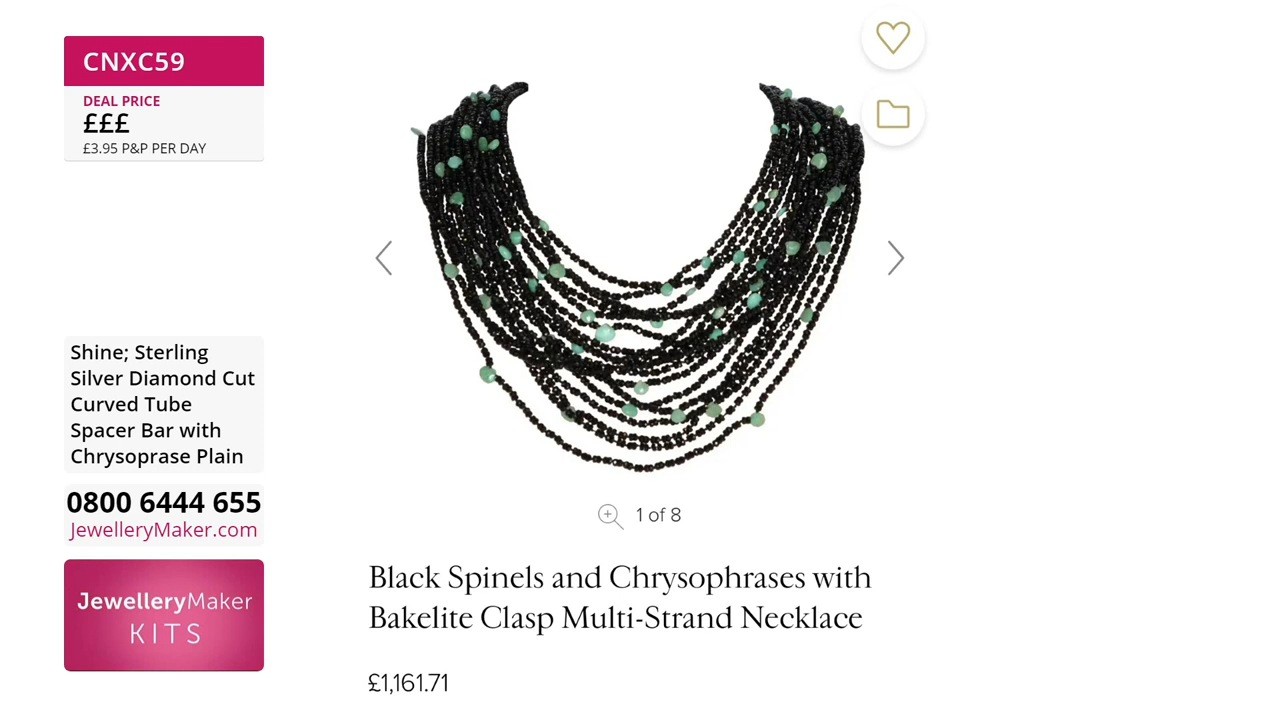 CNXC59
DEAL PRICE
£££
£3.95 P&P PER DAY
Shine; Sterling
Silver Diamond Cut
Curved Tube
Spacer Bar with
Chrysoprase Plain
0800 6444 655
JewelleryMaker.com
JewelleryMaker
KITS
1 of 8
Black Spinels and Chrysophrases with
Bakelite Clasp Multi-Strand Necklace
£1,161.71